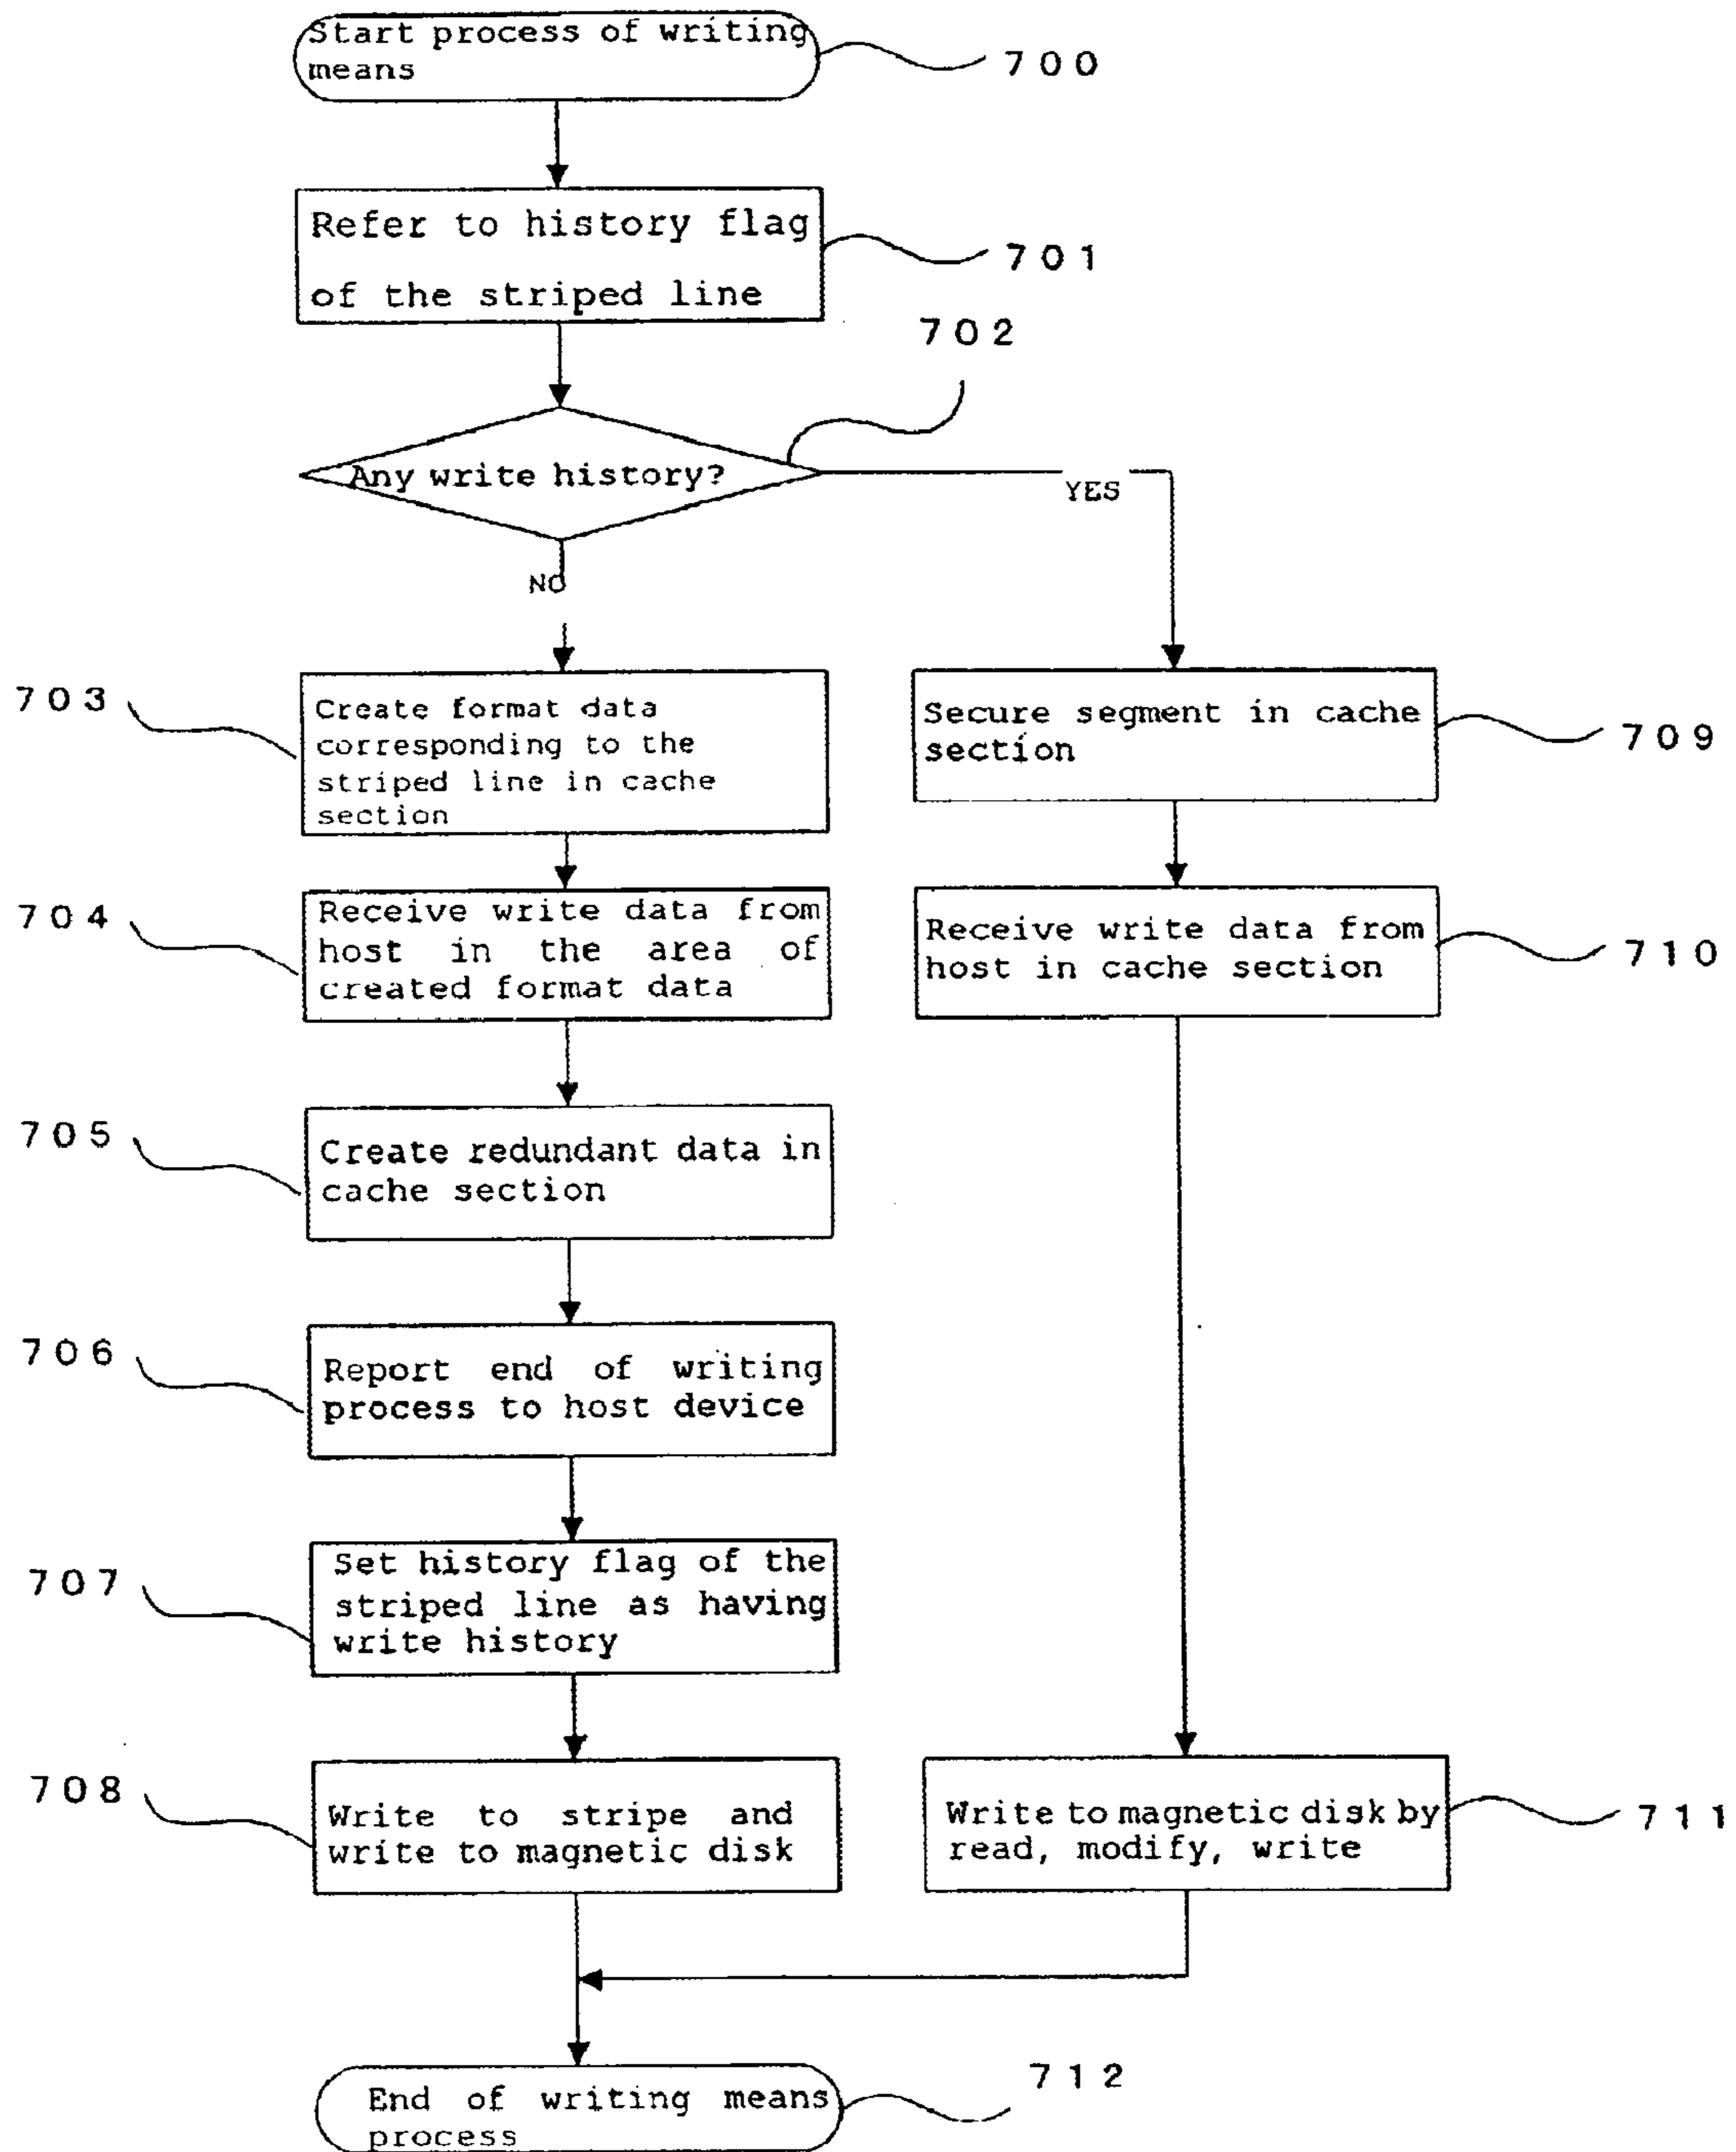 Start process of writing
means
700
Refer to history flag
of the striped line
701
702
Any write history?
YES
NO
703
Create format data
corresponding to the
striped line in cache
section
Secure segment in cache
section
709
704
Receive write data from
host in the area of
created format data
Receive write data from
host in cache section
710
705
Create redundant data in
cache section
706
Report end of writing
process to host device
707
Set history flag of the
striped line as having
write history
708
Write to stripe and
write to magnetic disk
Write to magnetic disk by
read, modify, write
711
End of writing means
process
712